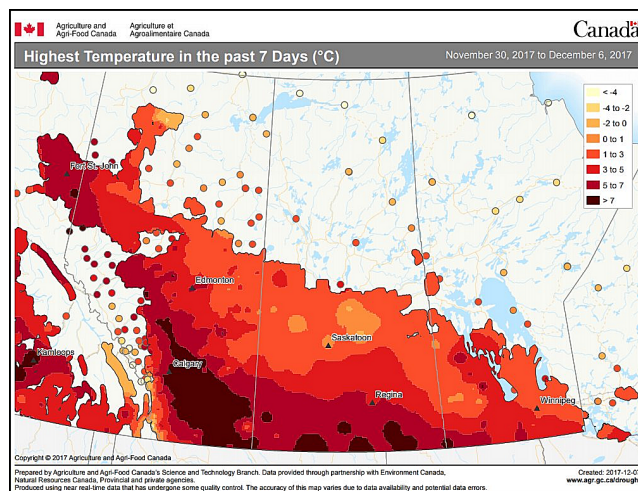 Agriculture and Agriculture et
Agri-Food Canada Agroalimentaire Canada
Canada
Highest Temperature in the past 7 Days (°C) November 30, 2017 to December 6, 2017
< -4
-4 to -2
-2 to 0
0 to 1
1 to 3
3 to 5
5 to 7
> 7
Fort St. John
Edmonton
Saskatoon
Kamloops
Calgary
Regina
Winnipeg
Copyright © 2017 Agriculture and Agri-Food Canada
Prepared by Agriculture and Agri-Food Canada's Science and Technology Branch. Data provided through partnership with Environment Canada, Created: 2017-12-07
Natural Resources Canada, Provincial and private agencies. www.agr.gc.ca/drough
Produced using near real-time data that has undergone some quality control. The accuracy of this map varies due to data availability and potential data errors.